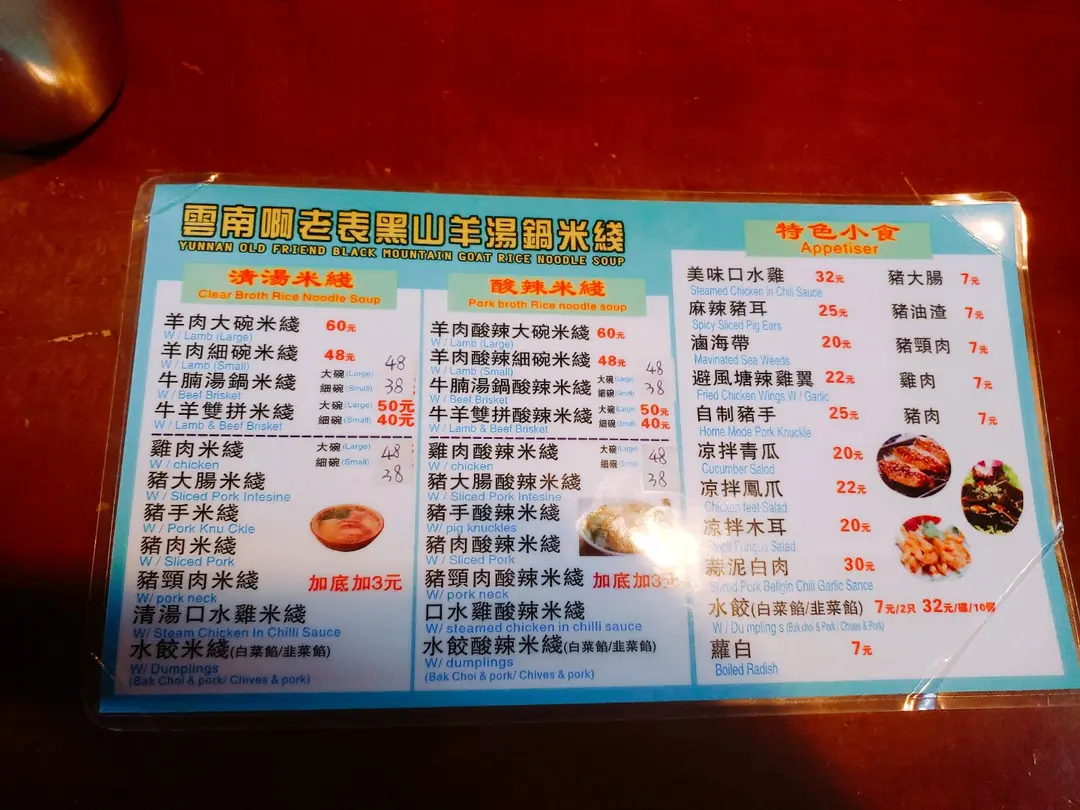 雲南啊老表黑山羊湯鍋米綫
YUNNAN OLD FRIEND BLACK MOUNTAIN GOAT RICE NOODLE SOUP
清湯米綫
Clear Broth Rice Noodle Soup
羊肉大碗米綫 60元
W / Lamb (Large)
羊肉細碗米綫 48元
W / Lamb (Small)
牛腩湯鍋米綫 大碗(Large) 48
細碗(Small) 38
W / Beef Brisket
牛羊雙拼米綫 大碗(Large) 50元
細碗(Small) 40元
W / Lamb & Beef Brisket
雞肉米綫 大碗(Large) 48
細碗(Small) 38
W / chicken
豬大腸米綫
W / Sliced Pork Intesine
豬手米綫
W / Pork Knu Ckle
豬肉米綫
W / Sliced Pork
豬頸肉米綫 加底加3元
W/ pork neck
清湯口水雞米綫
W/ Steam Chicken In Chilli Sauce
水餃米綫(白菜餡/韭菜餡)
W/ Dumplings
(Bak Choi & pork/ Chives & pork)
酸辣米綫
Pork broth Rice noodle soup
羊肉酸辣大碗米綫 60元
W / Lamb (Large)
羊肉酸辣細碗米綫 48元
W / Lamb (Small)
牛腩湯鍋酸辣米綫 大碗(Large) 48
細碗(Small) 38
W / Beef Brisket
牛羊雙拼酸辣米綫 大碗(Large) 50元
細碗(Small) 40元
W / Lamb & Beef Brisket
雞肉酸辣米綫 大碗(Large) 48
細碗(Small) 38
W / chicken
豬大腸酸辣米綫
W / Sliced Pork Intesine
豬手酸辣米綫
W/ pig knuckles
豬肉酸辣米綫
W / Sliced Pork
豬頸肉酸辣米綫 加底加3元
W/ pork neck
口水雞酸辣米綫
W/ steamed chicken in chilli sauce
水餃酸辣米綫(白菜餡/韭菜餡)
W/ dumplings
(Bak Choi & pork/ Chives & pork)
特色小食
Appetiser
美味口水雞 32元 豬大腸 7元
Steamed Chicken In Chili Sauce
麻辣豬耳 25元 豬油渣 7元
Spicy Sliced Pig Ears
滷海帶 20元 豬頸肉 7元
Mavinated Sea Weeds
避風塘辣雞翼 22元 雞肉 7元
Fried Chicken Wings W / Garlic
自制豬手 25元 豬肉 7元
Home Mode Pork Knuckle
凉拌青瓜 20元
Cucumber Salod
凉拌鳳爪 22元
Chicken feet Salad
凉拌木耳 20元
Fungus Salad
蒜泥白肉 30元
Sliced Pork Bellgin Chili Garlic Sance
水餃(白菜餡/韭菜餡) 7元/2只 32元/碟/10個
W / Du mpling s (Bak choi & Pork / Chives & Pork)
蘿白 7元
Boiled Radish